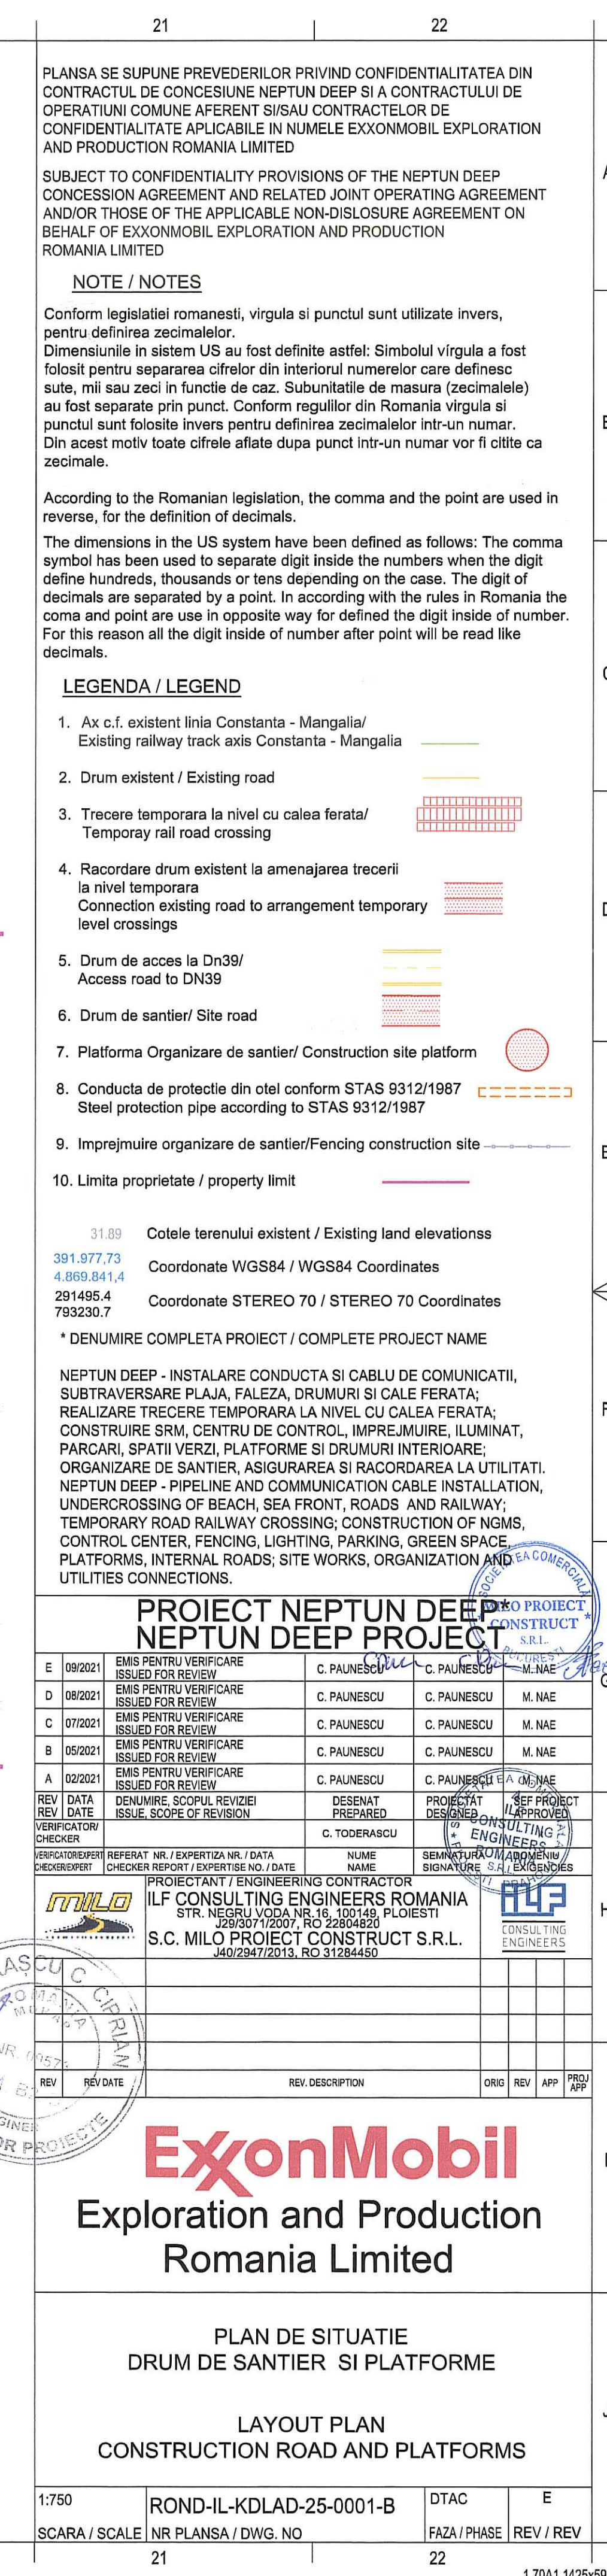 21 22
PLANSA SE SUPUNE PREVEDERILOR PRIVIND CONFIDENTIALITATEA DIN
CONTRACTUL DE CONCESIUNE NEPTUN DEEP SI A CONTRACTULUI DE
OPERATIUNI COMUNE AFERENT SI/SAU CONTRACTELOR DE
CONFIDENTIALITATE APLICABILE IN NUMELE EXXONMOBIL EXPLORATION
AND PRODUCTION ROMANIA LIMITED
SUBJECT TO CONFIDENTIALITY PROVISIONS OF THE NEPTUN DEEP
CONCESSION AGREEMENT AND RELATED JOINT OPERATING AGREEMENT
AND/OR THOSE OF THE APPLICABLE NON-DISLOSURE AGREEMENT ON
BEHALF OF EXXONMOBIL EXPLORATION AND PRODUCTION
ROMANIA LIMITED
NOTE / NOTES
Conform legislatiei romanesti, virgula si punctul sunt utilizate invers,
pentru definirea zecimalelor.
Dimensiunile in sistem US au fost definite astfel: Simbolul vírgula a fost
folosit pentru separarea cifrelor din interiorul numerelor care definesc
sute, mii sau zeci in functie de caz. Subunitatile de masura (zecimalele)
au fost separate prin punct. Conform regulilor din Romania virgula si
punctul sunt folosite invers pentru definirea zecimalelor intr-un numar.
Din acest motiv toate cifrele aflate dupa punct intr-un numar vor fi citite ca
zecimale.
According to the Romanian legislation, the comma and the point are used in
reverse, for the definition of decimals.
The dimensions in the US system have been defined as follows: The comma
symbol has been used to separate digit inside the numbers when the digit
define hundreds, thousands or tens depending on the case. The digit of
decimals are separated by a point. In according with the rules in Romania the
coma and point are use in opposite way for defined the digit inside of number.
For this reason all the digit inside of number after point will be read like
decimals.
LEGENDA / LEGEND
1. Ax c.f. existent linia Constanta - Mangalia/
Existing railway track axis Constanta - Mangalia
2. Drum existent / Existing road
3. Trecere temporara la nivel cu calea ferata/
Temporay rail road crossing
4. Racordare drum existent la amenajarea trecerii
la nivel temporara
Connection existing road to arrangement temporary
level crossings
5. Drum de acces la Dn39/
Access road to DN39
6. Drum de santier/ Site road
7. Platforma Organizare de santier/ Construction site platform
8. Conducta de protectie din otel conform STAS 9312/1987
Steel protection pipe according to STAS 9312/1987
9. Imprejmuire organizare de santier/Fencing construction site
10. Limita proprietate / property limit
31.89 Cotele terenului existent / Existing land elevationss
391.977,73
4.869.841,4
Coordonate WGS84 / WGS84 Coordinates
291495.4
793230.7
Coordonate STEREO 70 / STEREO 70 Coordinates
* DENUMIRE COMPLETA PROIECT / COMPLETE PROJECT NAME
NEPTUN DEEP - INSTALARE CONDUCTA SI CABLU DE COMUNICATII,
SUBTRAVERSARE PLAJA, FALEZA, DRUMURI SI CALE FERATA;
REALIZARE TRECERE TEMPORARA LA NIVEL CU CALEA FERATA;
CONSTRUIRE SRM, CENTRU DE CONTROL, IMPREJMUIRE, ILUMINAT,
PARCARI, SPATII VERZI, PLATFORME SI DRUMURI INTERIOARE;
ORGANIZARE DE SANTIER, ASIGURAREA SI RACORDAREA LA UTILITATI.
NEPTUN DEEP - PIPELINE AND COMMUNICATION CABLE INSTALLATION,
UNDERCROSSING OF BEACH, SEA FRONT, ROADS AND RAILWAY;
TEMPORARY ROAD RAILWAY CROSSING; CONSTRUCTION OF NGMS,
CONTROL CENTER, FENCING, LIGHTING, PARKING, GREEN SPACE,
PLATFORMS, INTERNAL ROADS; SITE WORKS, ORGANIZATION AND
UTILITIES CONNECTIONS.
SOCIETATEA COMERCIALA
MILO PROJECT
CONSTRUCT
S.R.L.
BUCURESTI
PROIECT NEPTUN DEEP*
NEPTUN DEEP PROJECT
E 09/2021 EMIS PENTRU VERIFICARE ISSUED FOR REVIEW C. PAUNESCU C. PAUNESCU M. NAE
D 08/2021 EMIS PENTRU VERIFICARE ISSUED FOR REVIEW C. PAUNESCU C. PAUNESCU M. NAE
C 07/2021 EMIS PENTRU VERIFICARE ISSUED FOR REVIEW C. PAUNESCU C. PAUNESCU M. NAE
B 05/2021 EMIS PENTRU VERIFICARE ISSUED FOR REVIEW C. PAUNESCU C. PAUNESCU M. NAE
A 02/2021 EMIS PENTRU VERIFICARE ISSUED FOR REVIEW C. PAUNESCU C. PAUNESCU M. NAE
REV DATA DENUMIRE, SCOPUL REVIZIEI DESENAT PROIECTAT SEF PROIECT
REV DATE ISSUE, SCOPE OF REVISION PREPARED DESIGNED APPROVED
VERIFICATOR/
CHECKER
C. TODERASCU
SOCIETATEA COMERCIALA
ILF
CONSULTING
ENGINEERS
ROMANIA
S.R.L.
PLOIESTI PRAHOVA
VERIFICATOR/EXPERT REFERAT NR. / EXPERTIZA NR. / DATA NUME SEMNATURA DOMENIU
CHECKER/EXPERT CHECKER REPORT / EXPERTISE NO. / DATE NAME SIGNATURE EXIGENCIES
PROIECTANT / ENGINEERING CONTRACTOR
MILO
ILF CONSULTING ENGINEERS ROMANIA
STR. NEGRU VODA NR.16, 100149, PLOIESTI
J29/3071/2007, RO 22804820
S.C. MILO PROJECT CONSTRUCT S.R.L.
J40/2947/2013, RO 31284450
ILF
CONSULTING
ENGINEERS
CIPRIAN
REV REV DATE REV. DESCRIPTION ORIG REV APP PROJ APP
PROIECTE
ExxonMobil
Exploration and Production
Romania Limited
PLAN DE SITUATIE
DRUM DE SANTIER SI PLATFORME
LAYOUT PLAN
CONSTRUCTION ROAD AND PLATFORMS
1:750 ROND-IL-KDLAD-25-0001-B DTAC E
SCARA / SCALE NR PLANSA / DWG. NO FAZA / PHASE REV / REV
21 22